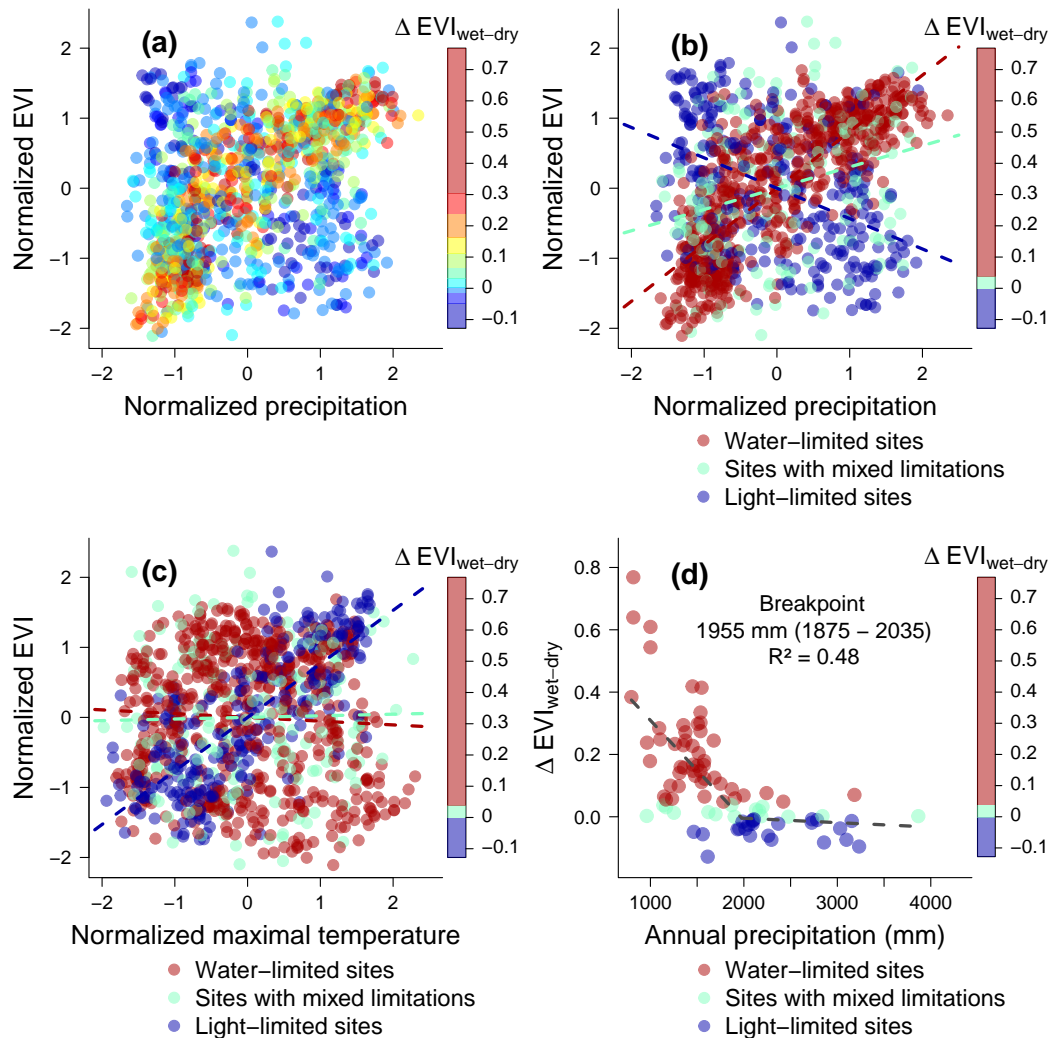 (a)
Δ EVIwet−dry
Normalized EVI
2
1
0
−1
−2
−2 −1 0 1 2
Normalized precipitation
0.7
0.6
0.5
0.4
0.3
0.2
0.1
0
−0.1
(b)
Δ EVIwet−dry
Normalized EVI
2
1
0
−1
−2
−2 −1 0 1 2
Normalized precipitation
0.7
0.6
0.5
0.4
0.3
0.2
0.1
0
−0.1
Water−limited sites
Sites with mixed limitations
Light−limited sites
(c)
Δ EVIwet−dry
Normalized EVI
2
1
0
−1
−2
−2 −1 0 1 2
Normalized maximal temperature
0.7
0.6
0.5
0.4
0.3
0.2
0.1
0
−0.1
Water−limited sites
Sites with mixed limitations
Light−limited sites
(d)
Δ EVIwet−dry
Breakpoint
1955 mm (1875 − 2035)
R² = 0.48
Δ EVIwet−dry
0.8
0.6
0.4
0.2
0.0
1000 2000 3000 4000
Annual precipitation (mm)
0.7
0.6
0.5
0.4
0.3
0.2
0.1
0
−0.1
Water−limited sites
Sites with mixed limitations
Light−limited sites